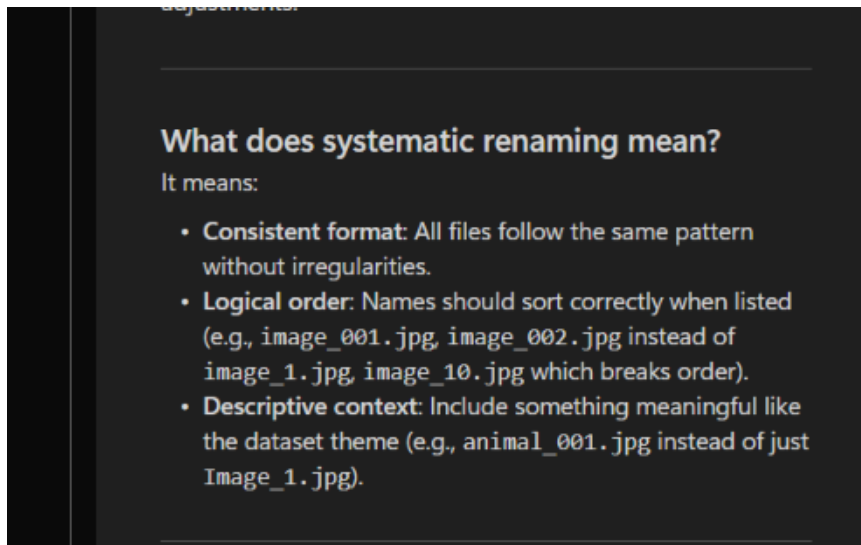 adjustments.
What does systematic renaming mean?
It means:
• Consistent format: All files follow the same pattern
without irregularities.
• Logical order: Names should sort correctly when listed
(e.g., image_001.jpg, image_002.jpg instead of
image_1.jpg, image_10.jpg which breaks order).
• Descriptive context: Include something meaningful like
the dataset theme (e.g., animal_001.jpg instead of just
Image_1.jpg).